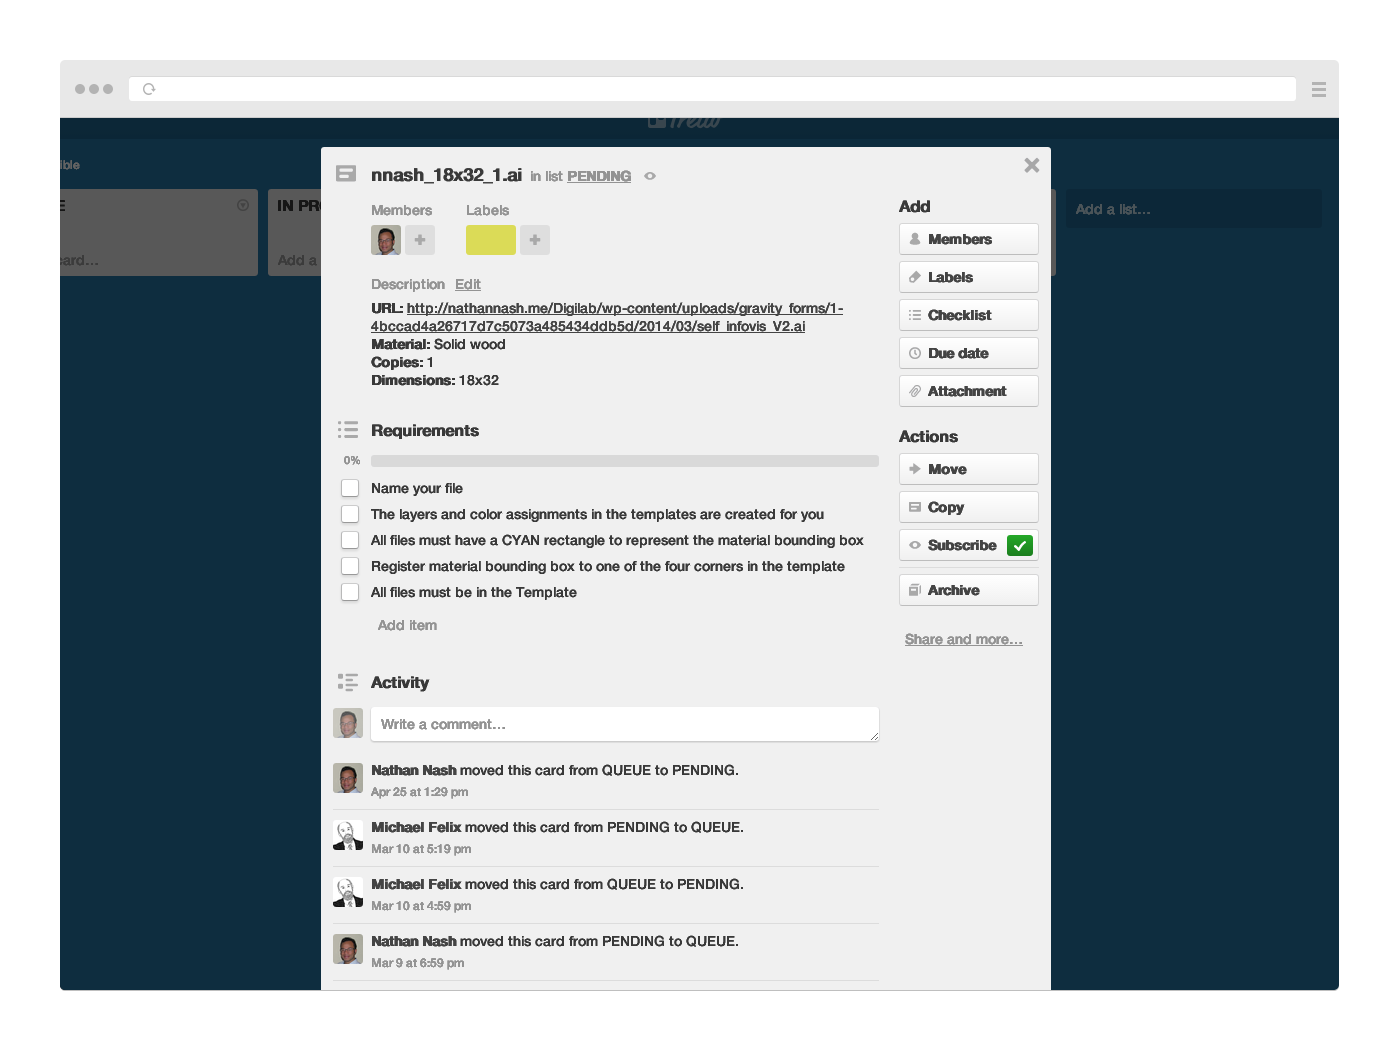 Trello
ible
E
IN PR
Add a list…
ard…
Add a
nnash_18x32_1.ai in list PENDING
Members
Labels
Description Edit
URL: http://nathannash.me/Digilab/wp-content/uploads/gravity_forms/1-
4bccad4a26717d7c5073a485434ddb5d/2014/03/self_infovis_V2.ai
Material: Solid wood
Copies: 1
Dimensions: 18x32
Requirements
0%
Name your file
The layers and color assignments in the templates are created for you
All files must have a CYAN rectangle to represent the material bounding box
Register material bounding box to one of the four corners in the template
All files must be in the Template
Add item
Activity
Write a comment…
Nathan Nash moved this card from QUEUE to PENDING.
Apr 25 at 1:29 pm
Michael Felix moved this card from PENDING to QUEUE.
Mar 10 at 5:19 pm
Michael Felix moved this card from QUEUE to PENDING.
Mar 10 at 4:59 pm
Nathan Nash moved this card from PENDING to QUEUE.
Mar 9 at 6:59 pm
Add
Members
Labels
Checklist
Due date
Attachment
Actions
Move
Copy
Subscribe
Archive
Share and more…